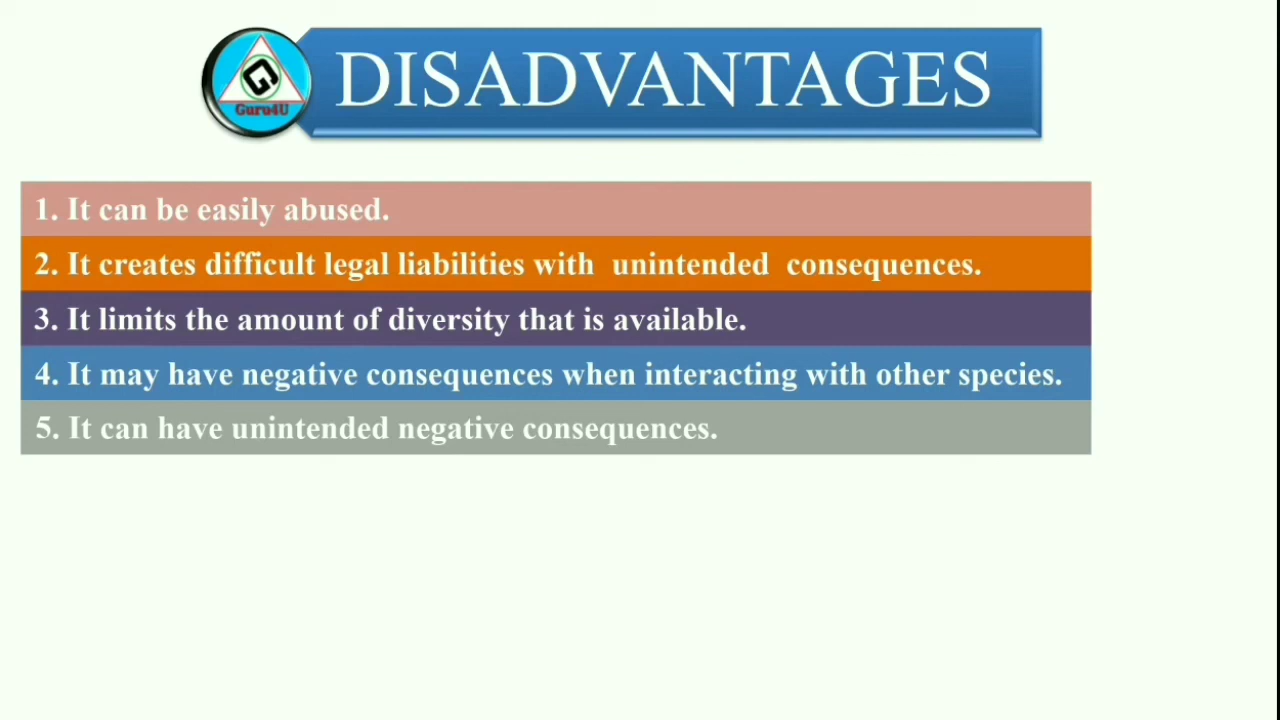 Guru4U
DISADVANTAGES
1. It can be easily abused.
2. It creates difficult legal liabilities with unintended consequences.
3. It limits the amount of diversity that is available.
4. It may have negative consequences when interacting with other species.
5. It can have unintended negative consequences.